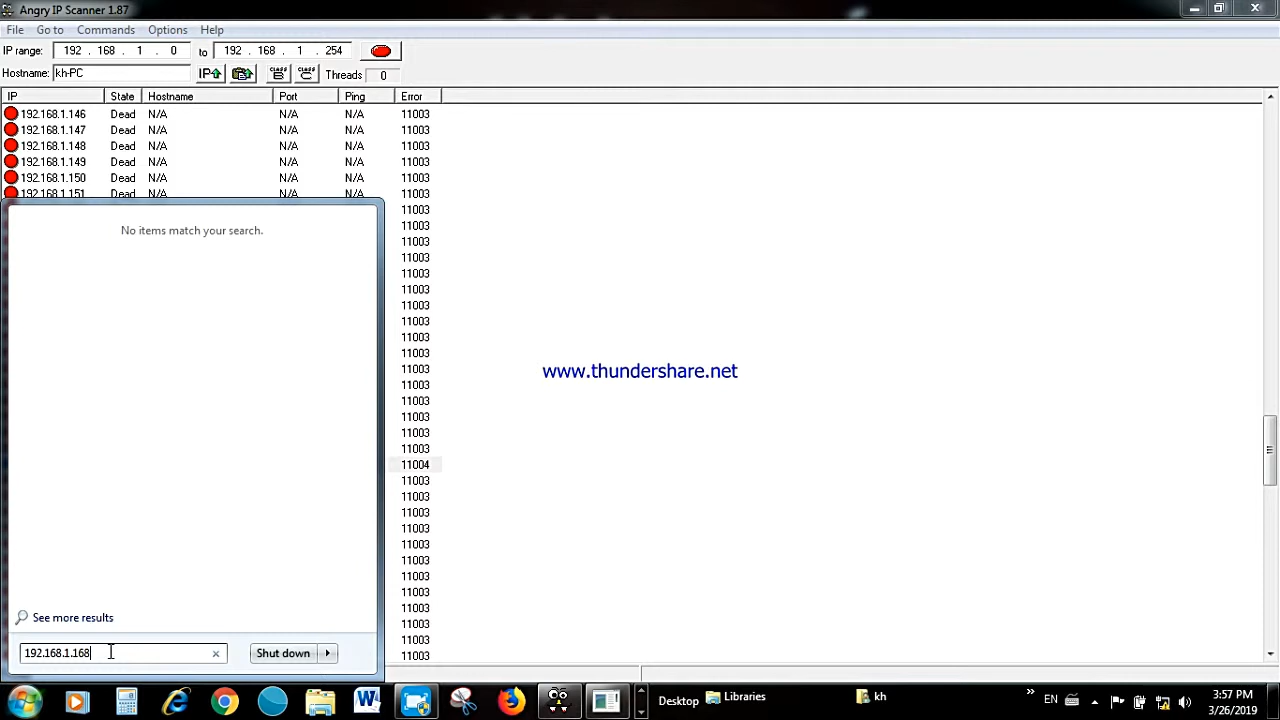 Angry IP Scanner 1.87
File Go to Commands Options Help
IP range: 192 . 168 . 1 . 0 to 192 . 168 . 1 . 254
Hostname: kh-PC IP CLASS B CLASS C Threads 0
IP State Hostname Port Ping Error
192.168.1.146 Dead N/A N/A N/A 11003
192.168.1.147 Dead N/A N/A N/A 11003
192.168.1.148 Dead N/A N/A N/A 11003
192.168.1.149 Dead N/A N/A N/A 11003
192.168.1.150 Dead N/A N/A N/A 11003
192.168.1.151 Dead N/A N/A N/A 11003
11003
No items match your search. 11003
11003
11003
11003
11003
11003
11003
11003
11003
www.thundershare.net
11003
11003
11003
11003
11003
11003
11004
11003
11003
11003
11003
11003
11003
11003
11003
See more results
11003
11003
192.168.1.168 Shut down 11003
W Desktop Libraries kh » EN 3:57 PM
3/26/2019